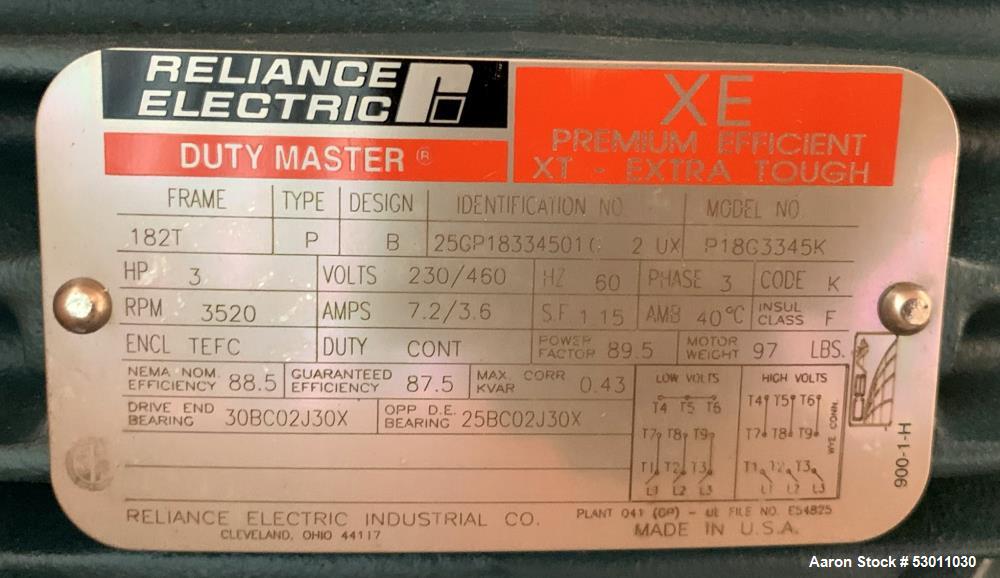 RELIANCE
ELECTRIC
DUTY MASTER ®
XE
PREMIUM EFFICIENT
XT - EXTRA TOUGH
FRAME TYPE DESIGN IDENTIFICATION NO. MODEL NO.
182T P B 25GP18334501 2 UX P18G3345K
HP 3 VOLTS 230/460 HZ 60 PHASE 3 CODE K
RPM 3520 AMPS 7.2/3.6 S.F. 1.15 AMB 40°C INSUL CLASS F
ENCL TEFC DUTY CONT POWER FACTOR 89.5 MOTOR WEIGHT 97 LBS.
NEMA NOM. EFFICIENCY 88.5 GUARANTEED EFFICIENCY 87.5 MAX. CORR KVAR 0.43
DRIVE END BEARING 30BC02J30X OPP D.E. BEARING 25BC02J30X
LOW VOLTS HIGH VOLTS
T4 T5 T6 T4 T5 T6
T7 T8 T9 T7 T8 T9
T1 T2 T3 T1 T2 T3
L1 L2 L3 L1 L2 L3
WYE CONN.
900-1-H
RELIANCE ELECTRIC INDUSTRIAL CO.
CLEVELAND, OHIO 44117
PLANT 041 (GP) - UL FILE NO. E54825
MADE IN U.S.A.
Aaron Stock # 53011030